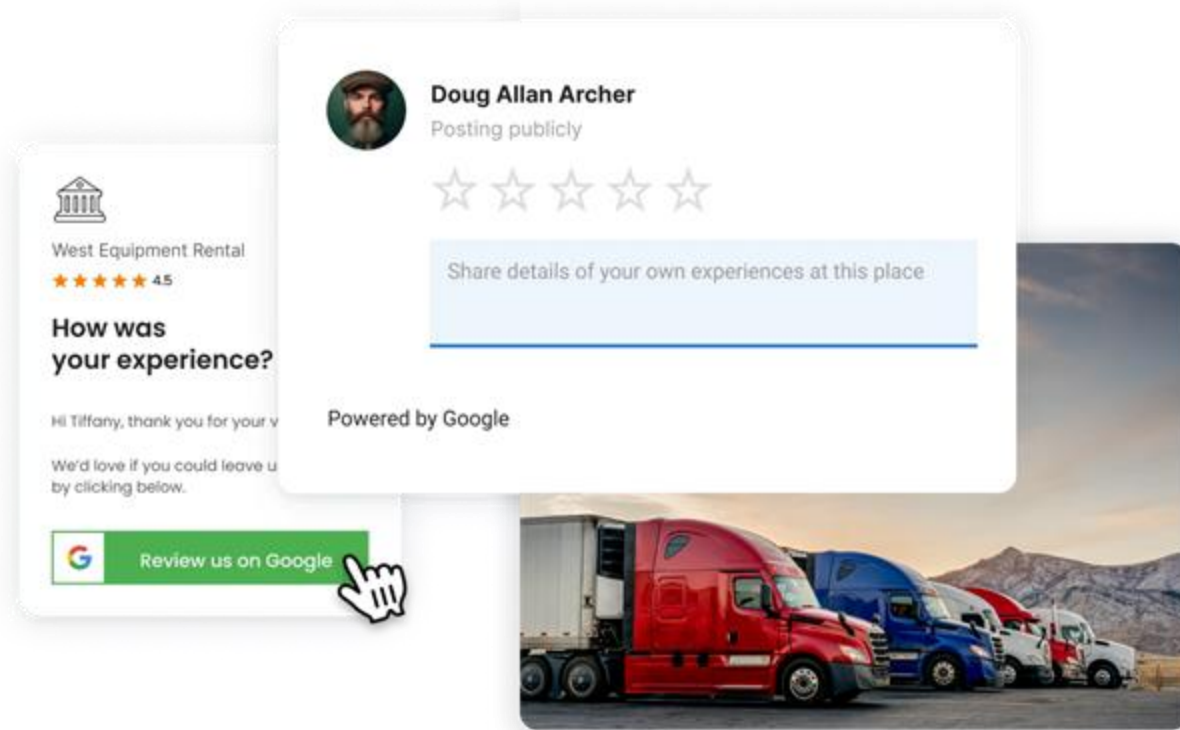 Doug Allan Archer
Posting publicly
Share details of your own experiences at this place
Powered by Google
West Equipment Rental
4.5
How was
your experience?
Hi Tiffany, thank you for your
We'd love if you could leave
by clicking below.
G
Review us on Google